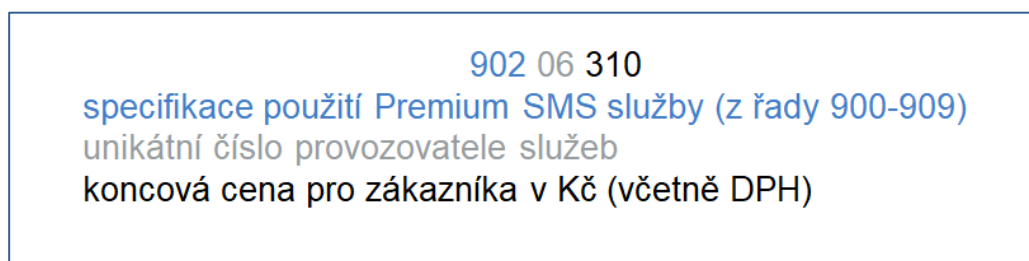 902 06 310
specifikace použití Premium SMS služby (z řady 900-909)
unikátní číslo provozovatele služeb
koncová cena pro zákazníka v Kč (včetně DPH)